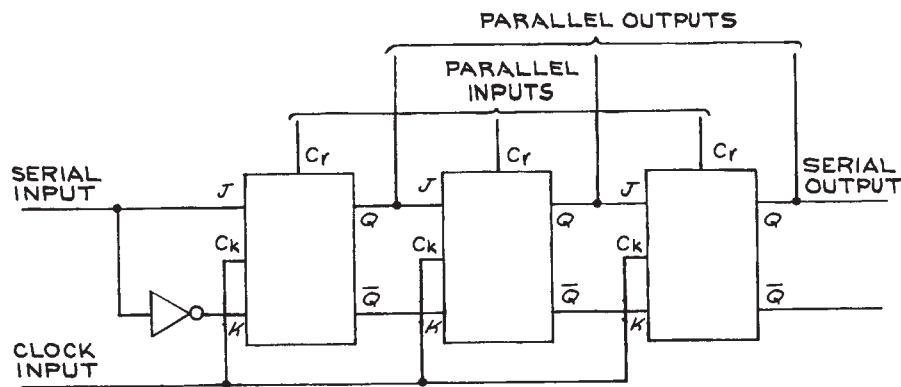 PARALLEL OUTPUTS
PARALLEL
INPUTS
Cr
Cr
Cr
SERIAL
INPUT
SERIAL
OUTPUT
J
Q
J
Q
J
Q
Ck
Ck
Ck
K
Q̅
K
Q̅
K
Q̅
CLOCK
INPUT